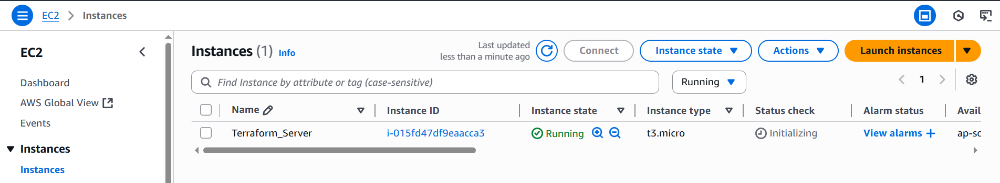 EC2 > Instances
EC2
Dashboard
AWS Global View
Events
Instances
Instances
Instances (1) Info
Last updated
less than a minute ago
Connect
Instance state
Actions
Launch instances
Find Instance by attribute or tag (case-sensitive)
Running
1
Name Instance ID Instance state Instance type Status check Alarm status Avail
Terraform_Server i-015fd47df9eaacca3 Running t3.micro Initializing View alarms + ap-so